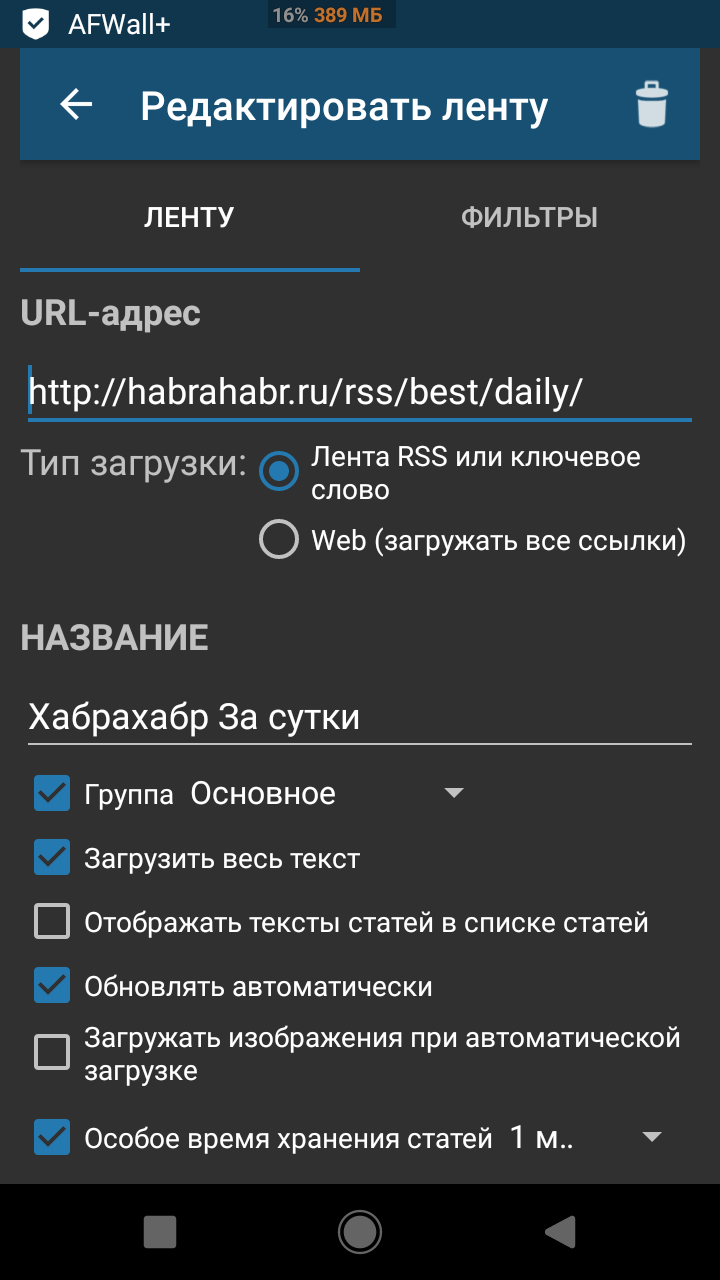 AFWall+
16% 389 МБ
Редактировать ленту
ЛЕНТУ
ФИЛЬТРЫ
URL-адрес
http://habrahabr.ru/rss/best/daily/
Тип загрузки:
Лента RSS или ключевое
слово
Web (загружать все ссылки)
НАЗВАНИЕ
Хабрахабр За сутки
Группа Основное
Загрузить весь текст
Отображать тексты статей в списке статей
Обновлять автоматически
Загружать изображения при автоматической
загрузке
Особое время хранения статей 1 м..